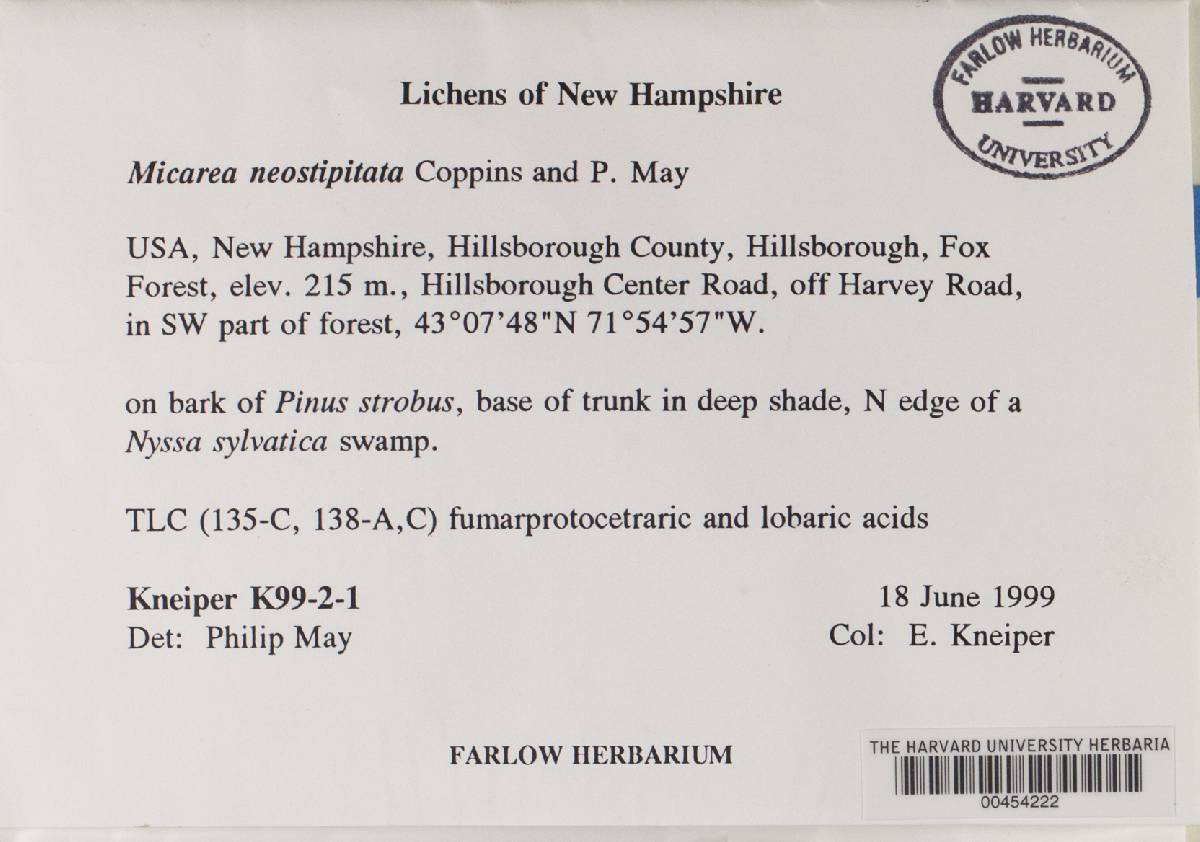 FARLOW HERBARIUM
HARVARD
UNIVERSITY
Lichens of New Hampshire
Micarea neostipitata Coppins and P. May
USA, New Hampshire, Hillsborough County, Hillsborough, Fox
Forest, elev. 215 m., Hillsborough Center Road, off Harvey Road,
in SW part of forest, 43°07'48"N 71°54'57"W.
on bark of Pinus strobus, base of trunk in deep shade, N edge of a
Nyssa sylvatica swamp.
TLC (135-C, 138-A,C) fumarprotocetraric and lobaric acids
Kneiper K99-2-1
18 June 1999
Det: Philip May
Col: E. Kneiper
FARLOW HERBARIUM
THE HARVARD UNIVERSITY HERBARIA
00454222